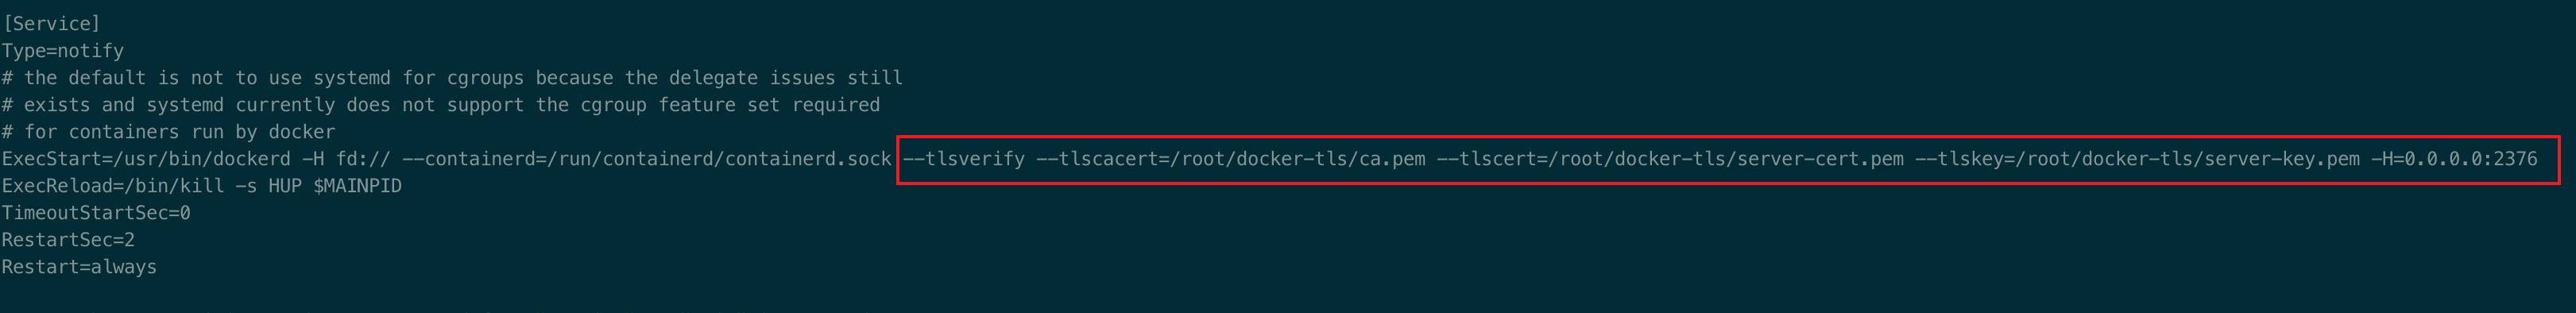 [Service]
Type=notify
# the default is not to use systemd for cgroups because the delegate issues still
# exists and systemd currently does not support the cgroup feature set required
# for containers run by docker
ExecStart=/usr/bin/dockerd -H fd:// --containerd=/run/containerd/containerd.sock --tlsverify --tlscacert=/root/docker-tls/ca.pem --tlscert=/root/docker-tls/server-cert.pem --tlskey=/root/docker-tls/server-key.pem -H=0.0.0.0:2376
ExecReload=/bin/kill -s HUP $MAINPID
TimeoutStartSec=0
RestartSec=2
Restart=always